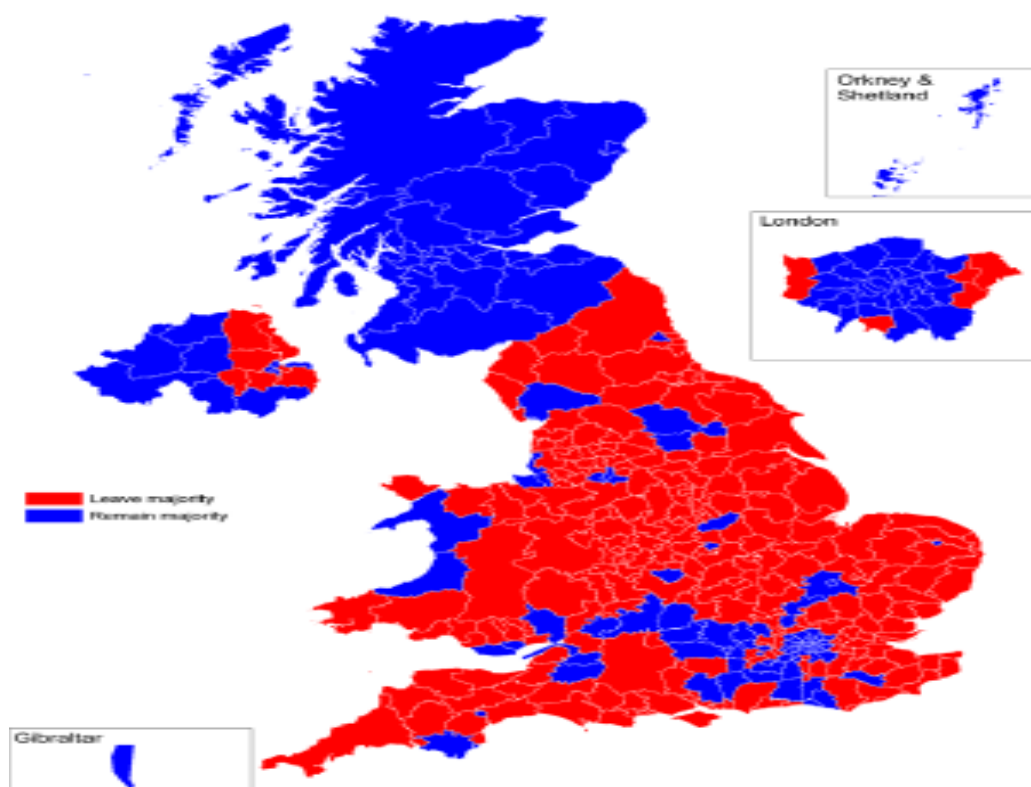 Orkney &
Shetland
London
Leave majority
Remain majority
Gibraltar